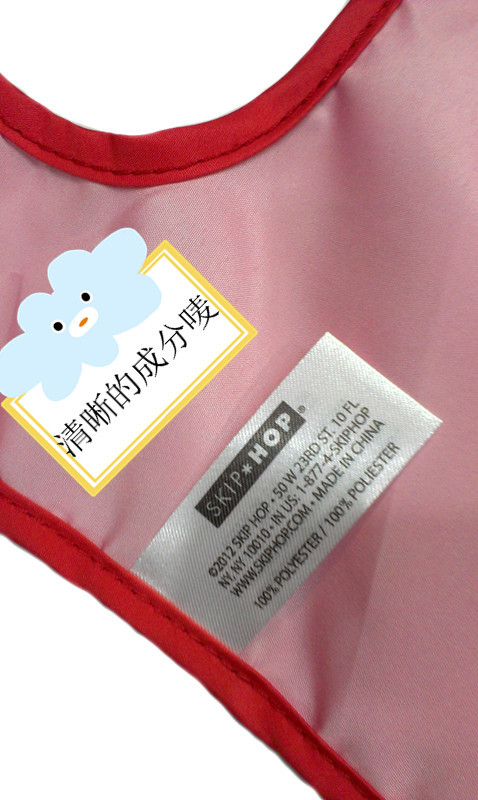 清晰的成分唛
SKIP*HOP®
©2012 SKIP HOP • 50 W 23RD ST, 10 FL
NY, NY 10010 • IN US: 1-877-4-SKIPHOP
WWW.SKIPHOP.COM • MADE IN CHINA
100% POLYESTER / 100% POLIESTER